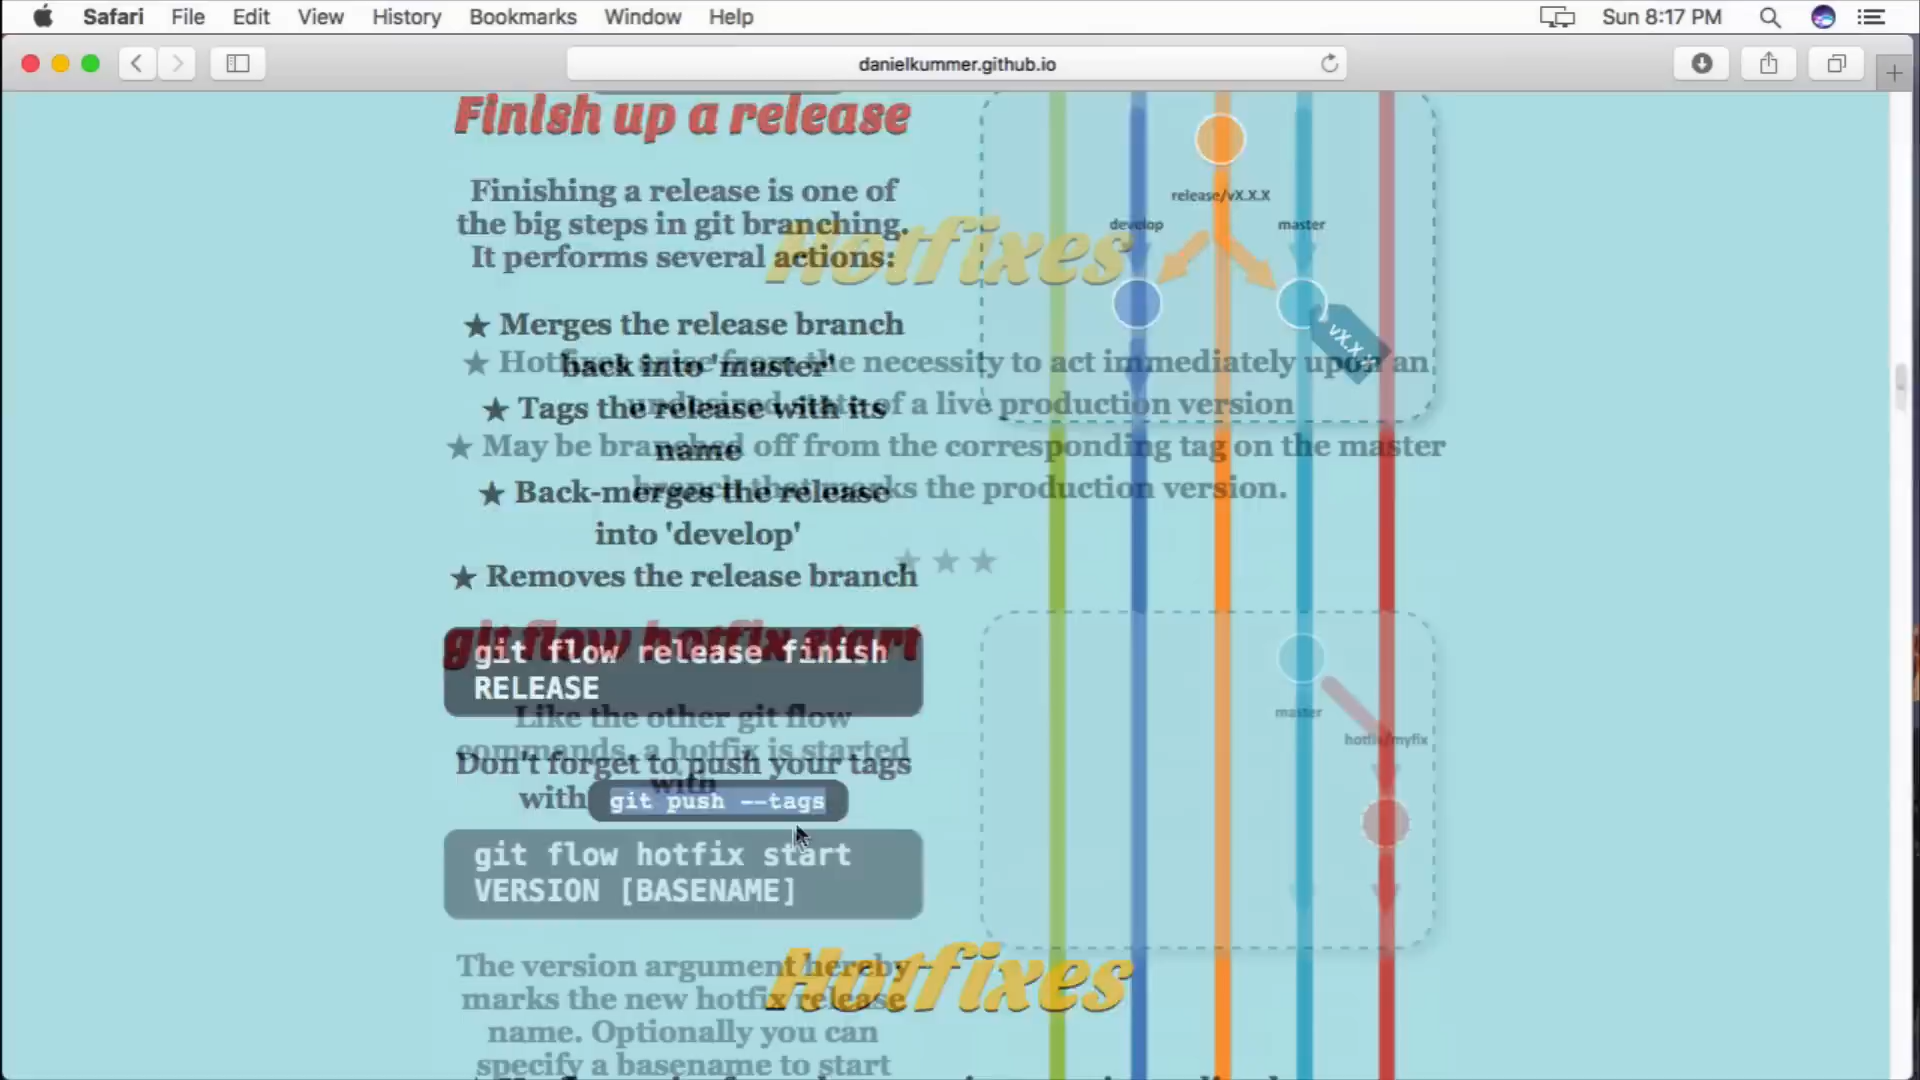 Safari File Edit View History Bookmarks Window Help Sun 8:17 PM
danielkummer.github.io
Finish up a release
Finishing a release is one of
the big steps in git branching.
It performs several actions:
★ Merges the release branch
back into 'master'
★ Tags the release with its
name
★ Back-merges the release
into 'develop'
★ Removes the release branch
git flow release finish
RELEASE
Don't forget to push your tags
with git push --tags
release/vX.X.X
develop
master
vX.X.X
Hotfixes
★ Hotfixes arise from the necessity to act immediately upon an
undesired state of a live production version
★ May be branched off from the corresponding tag on the master
branch that marks the production version.
★ ★ ★
git flow hotfix start
Like the other git flow
commands, a hotfix is started
with
git flow hotfix start
VERSION [BASENAME]
The version argument hereby
marks the new hotfix release
name. Optionally you can
specify a basename to start
master
hotfix/myfix
Hotfixes